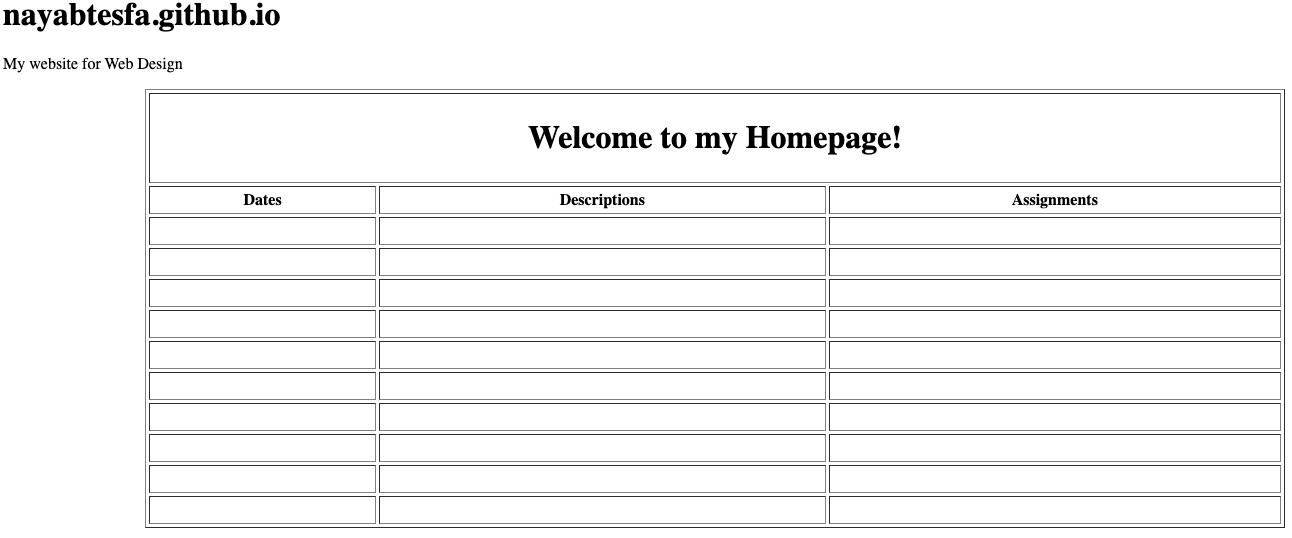 nayabtesfa.github.io
My website for Web Design
Welcome to my Homepage!
Dates Descriptions Assignments